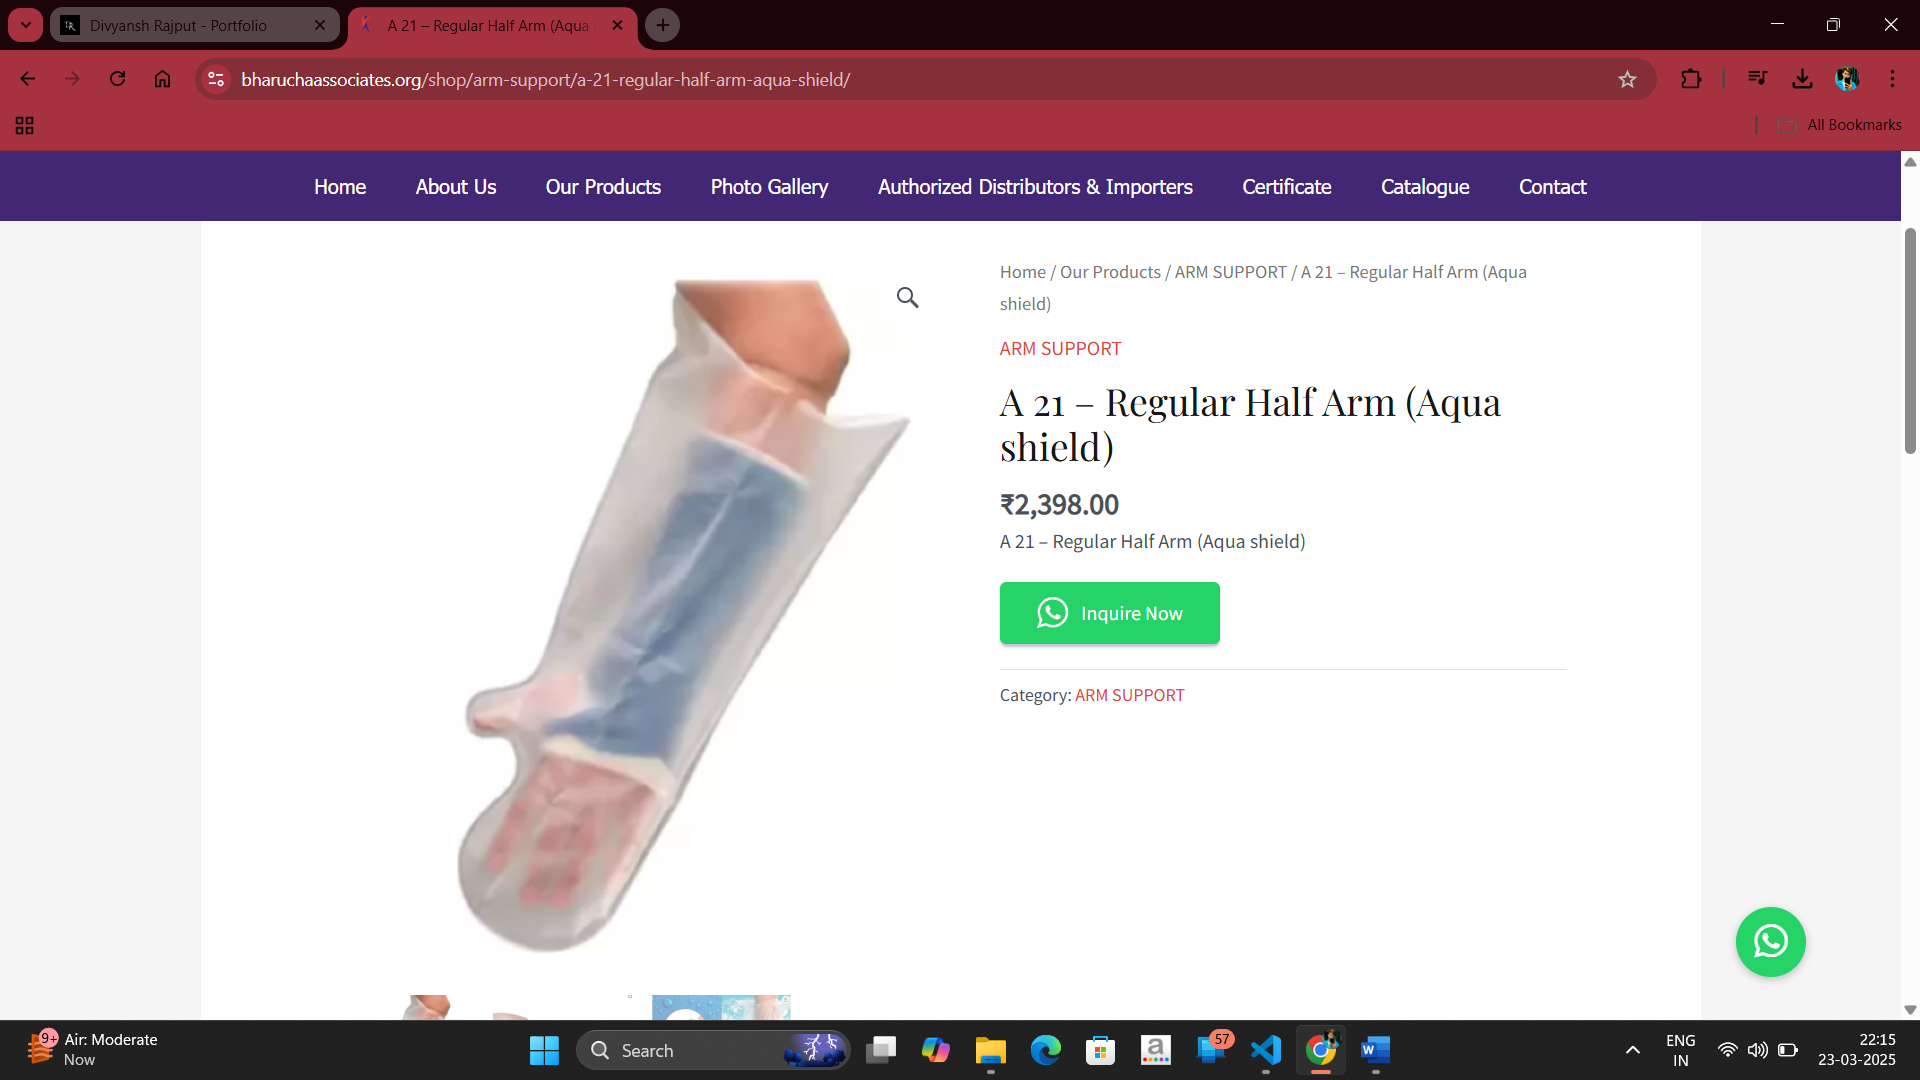 Divyansh Rajput - Portfolio
A 21 – Regular Half Arm (Aqua
bharuchaassociates.org/shop/arm-support/a-21-regular-half-arm-aqua-shield/
All Bookmarks
Home About Us Our Products Photo Gallery Authorized Distributors & Importers Certificate Catalogue Contact
Home / Our Products / ARM SUPPORT / A 21 – Regular Half Arm (Aqua
shield)
ARM SUPPORT
A 21 – Regular Half Arm (Aqua
shield)
₹2,398.00
A 21 – Regular Half Arm (Aqua shield)
Inquire Now
Category: ARM SUPPORT
9+
Air: Moderate
Now
Search
57
ENG
IN
22:15
23-03-2025